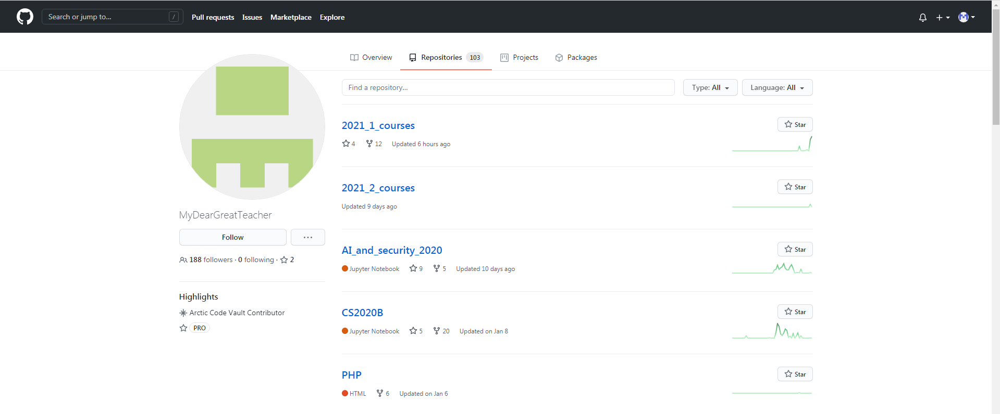 Search or jump to... /
Pull requests Issues Marketplace Explore
Overview Repositories 103 Projects Packages
MyDearGreatTeacher
Follow ...
188 followers · 0 following · 2
Highlights
Arctic Code Vault Contributor
PRO
Find a repository... Type: All Language: All
2021_1_courses Star
4 12 Updated 6 hours ago
2021_2_courses Star
Updated 9 days ago
AI_and_security_2020 Star
Jupyter Notebook 9 5 Updated 10 days ago
CS2020B Star
Jupyter Notebook 5 20 Updated on Jan 8
PHP Star
HTML 6 Updated on Jan 6